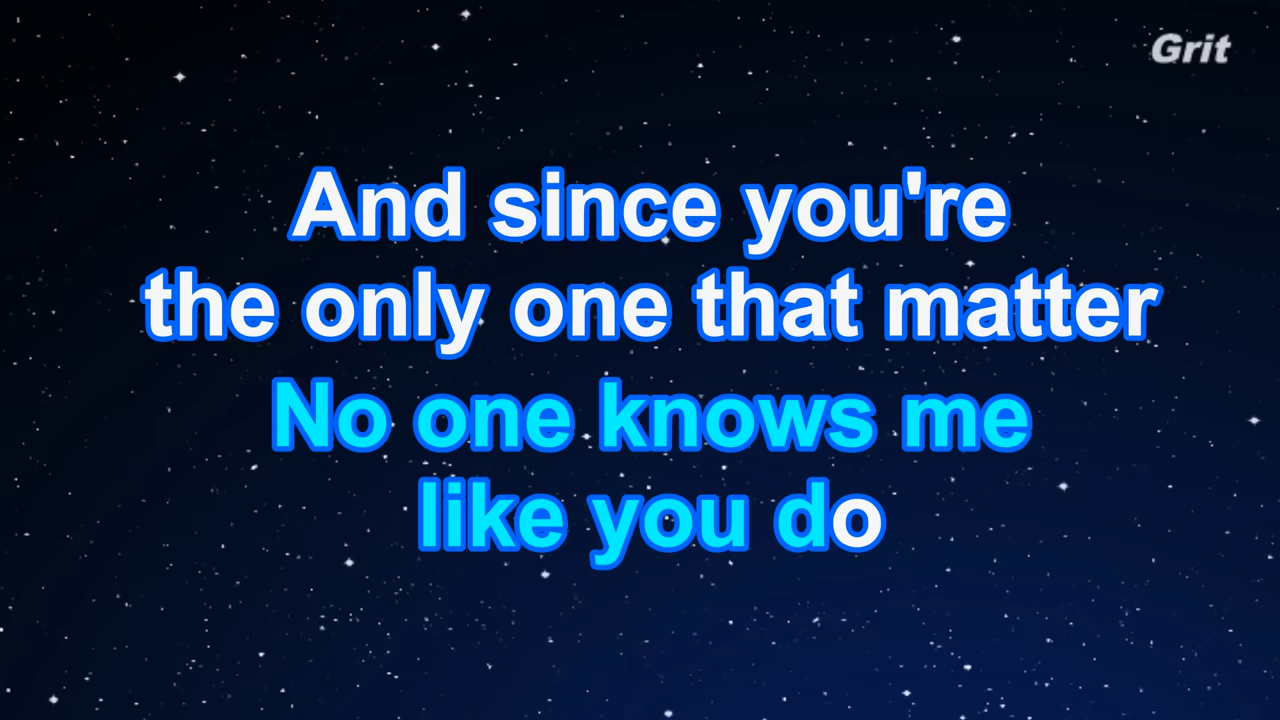 Grit
And since you're
the only one that matter
No one knows me
like you do